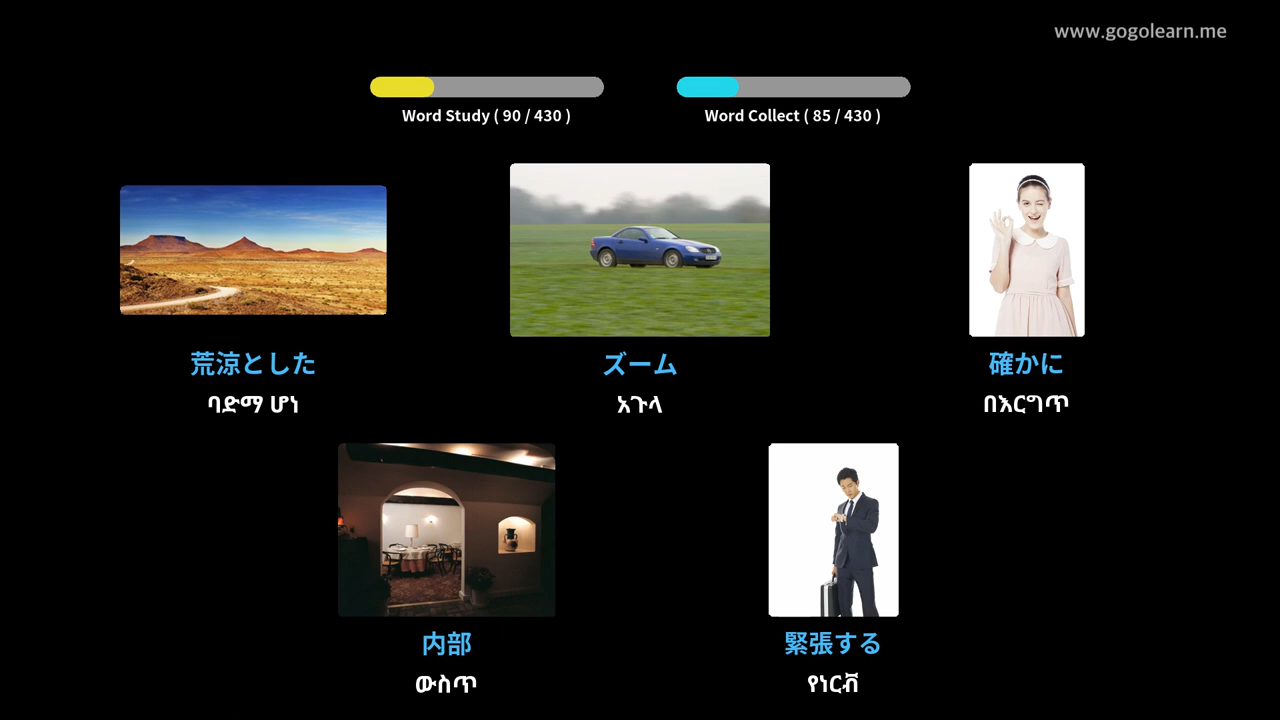 www.gogolearn.me
Word Study ( 90 / 430 )
Word Collect ( 85 / 430 )
荒涼とした
ባድማ ሆነ
ズーム
አጉላ
確かに
በእርግጥ
内部
ውስጥ
緊張する
የነርቭ